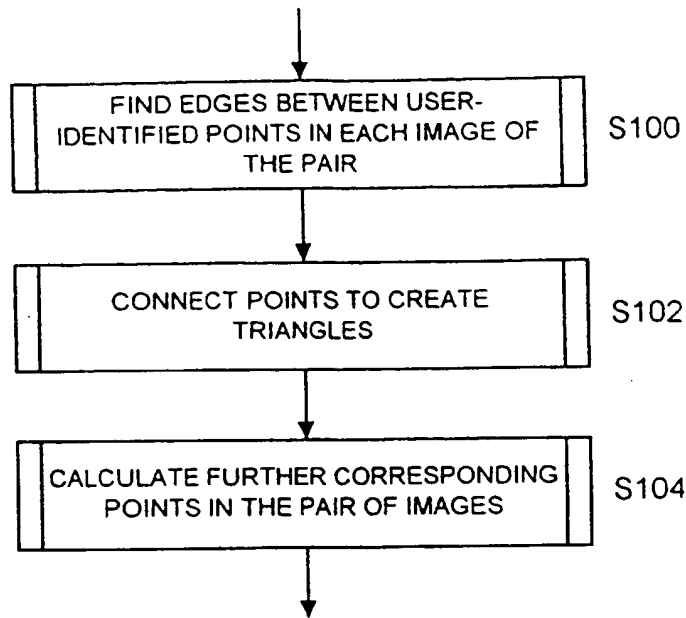 FIND EDGES BETWEEN USER-
IDENTIFIED POINTS IN EACH IMAGE OF
THE PAIR
S100
CONNECT POINTS TO CREATE
TRIANGLES
S102
CALCULATE FURTHER CORRESPONDING
POINTS IN THE PAIR OF IMAGES
S104